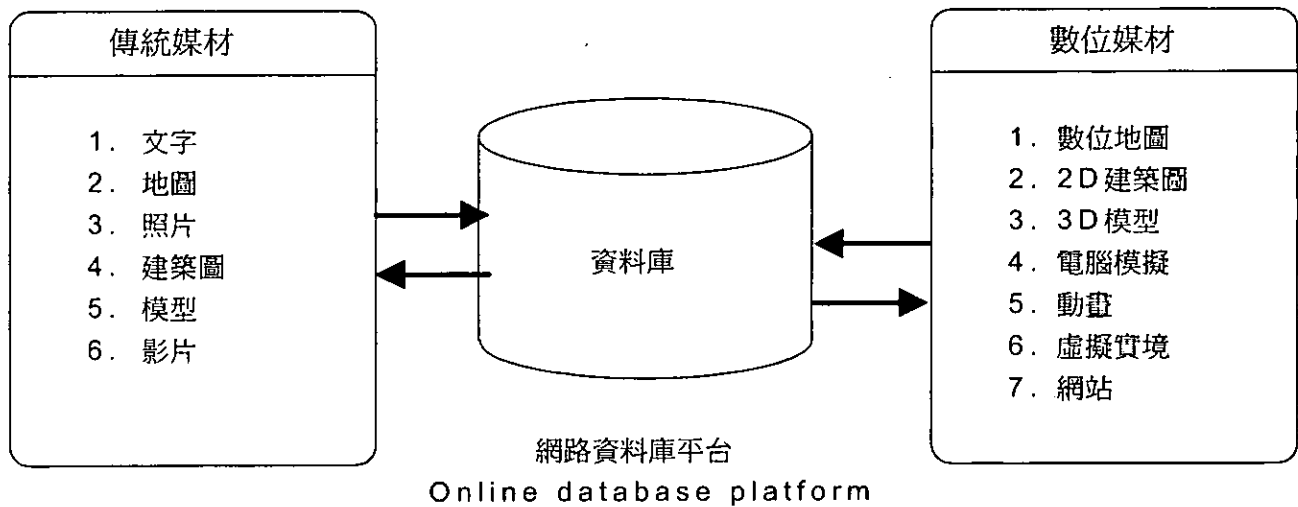 傳統媒材
1. 文字
2. 地圖
3. 照片
4. 建築圖
5. 模型
6. 影片
資料庫
網路資料庫平台
Online database platform
數位媒材
1. 數位地圖
2. 2D建築圖
3. 3D模型
4. 電腦模擬
5. 動畫
6. 虛擬實境
7. 網站